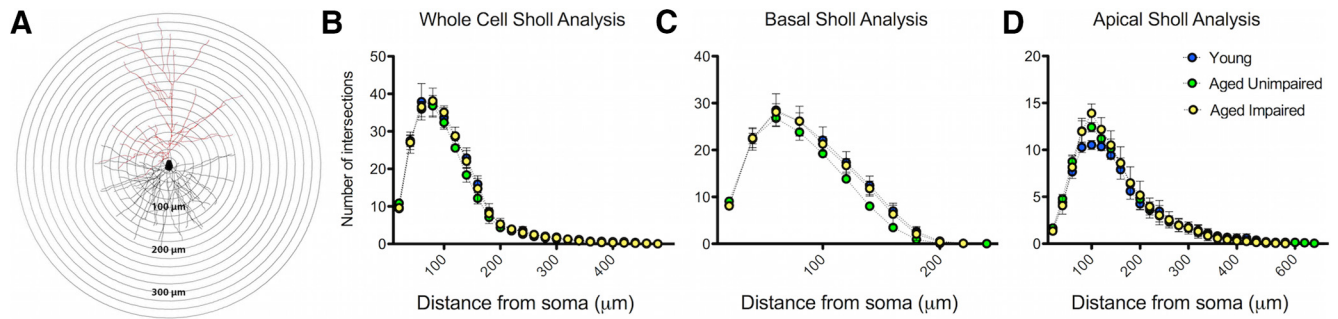 A
100 μm
200 μm
300 μm
B
Whole Cell Sholl Analysis
Number of intersections
50
40
30
20
10
0
100
200
300
400
Distance from soma (μm)
C
Basal Sholl Analysis
40
30
20
10
0
100
200
Distance from soma (μm)
D
Apical Sholl Analysis
20
15
10
5
0
100
200
300
400
600
Distance from soma (μm)
Young
Aged Unimpaired
Aged Impaired